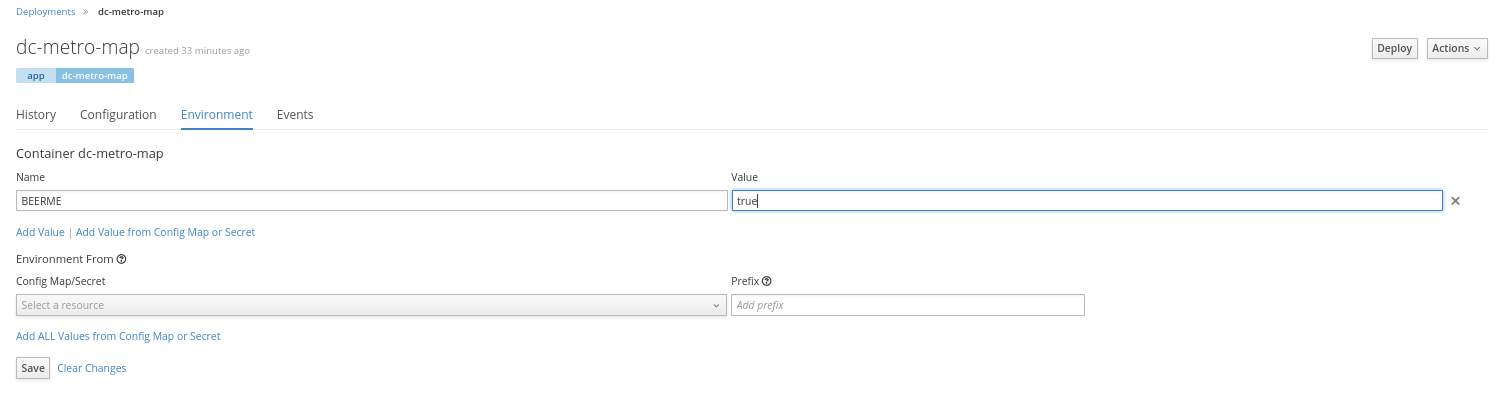 Deployments » dc-metro-map
dc-metro-map created 33 minutes ago
Deploy Actions
app dc-metro-map
History Configuration Environment Events
Container dc-metro-map
Name Value
BEERME true
Add Value | Add Value from Config Map or Secret
Environment From
Config Map/Secret Prefix
Select a resource Add prefix
Add ALL Values from Config Map or Secret
Save Clear Changes